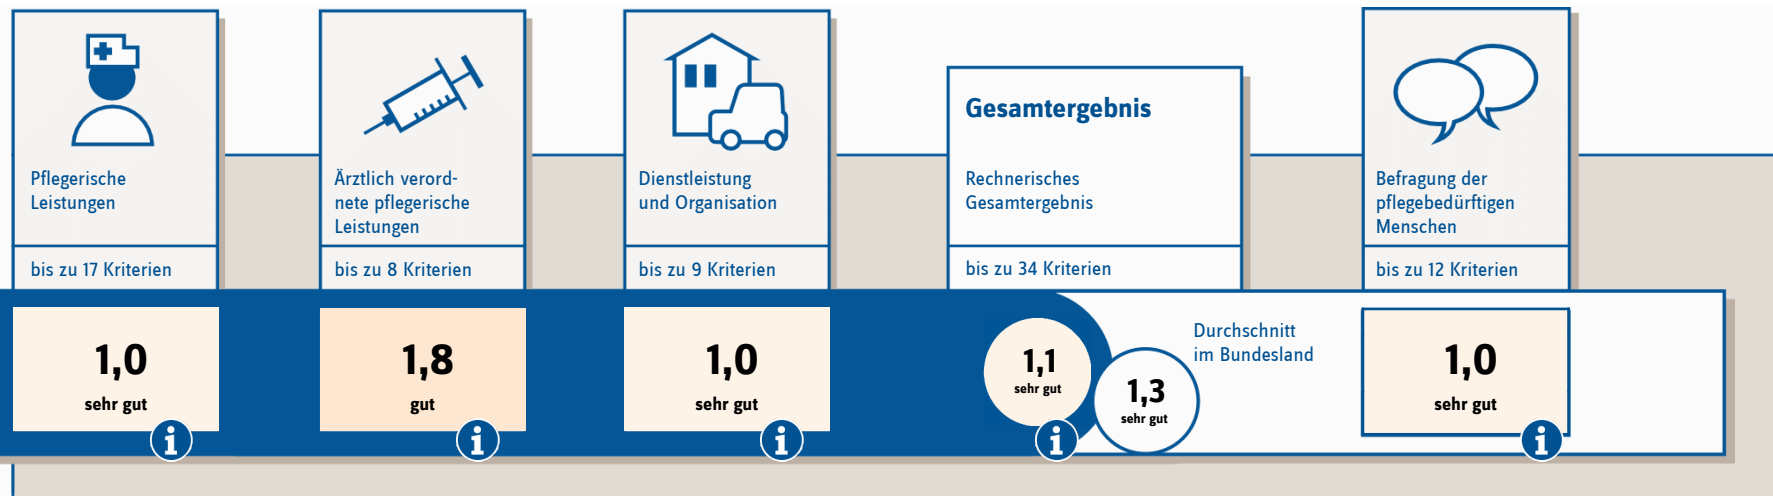 Pflegerische
Leistungen
bis zu 17 Kriterien
1,0
sehr gut
i
Ärztlich verord-
nete pflegerische
Leistungen
bis zu 8 Kriterien
1,8
gut
i
Dienstleistung
und Organisation
bis zu 9 Kriterien
1,0
sehr gut
i
Gesamtergebnis
Rechnerisches
Gesamtergebnis
bis zu 34 Kriterien
1,1
sehr gut
i
Durchschnitt
im Bundesland
1,3
sehr gut
Befragung der
pflegebedürftigen
Menschen
bis zu 12 Kriterien
1,0
sehr gut
i